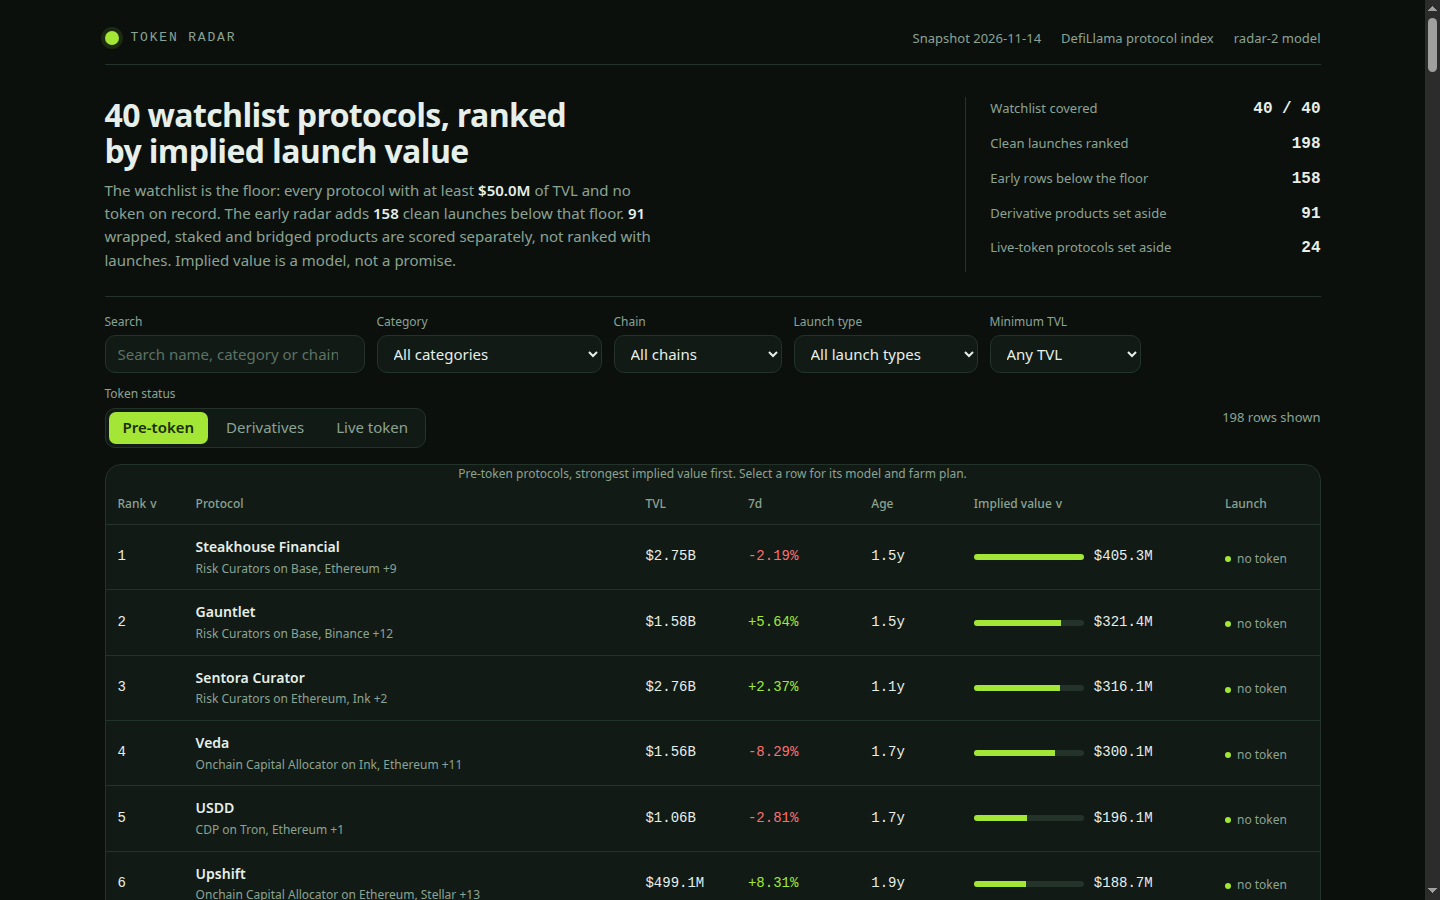 TOKEN RADAR
Snapshot 2026-11-14 DefiLlama protocol index radar-2 model
40 watchlist protocols, ranked
by implied launch value
The watchlist is the floor: every protocol with at least $50.0M of TVL and no
token on record. The early radar adds 158 clean launches below that floor. 91
wrapped, staked and bridged products are scored separately, not ranked with
launches. Implied value is a model, not a promise.
Watchlist covered 40 / 40
Clean launches ranked 198
Early rows below the floor 158
Derivative products set aside 91
Live-token protocols set aside 24
Search Category Chain Launch type Minimum TVL
Search name, category or chain All categories All chains All launch types Any TVL
Token status
Pre-token Derivatives Live token
198 rows shown
Pre-token protocols, strongest implied value first. Select a row for its model and farm plan.
Rank v Protocol TVL 7d Age Implied value v Launch
1 Steakhouse Financial $2.75B -2.19% 1.5y $405.3M no token
Risk Curators on Base, Ethereum +9
2 Gauntlet $1.58B +5.64% 1.5y $321.4M no token
Risk Curators on Base, Binance +12
3 Sentora Curator $2.76B +2.37% 1.1y $316.1M no token
Risk Curators on Ethereum, Ink +2
4 Veda $1.56B -8.29% 1.7y $300.1M no token
Onchain Capital Allocator on Ink, Ethereum +11
5 USDD $1.06B -2.81% 1.7y $196.1M no token
CDP on Tron, Ethereum +1
6 Upshift $499.1M +8.31% 1.9y $188.7M no token
Onchain Capital Allocator on Ethereum, Stellar +13